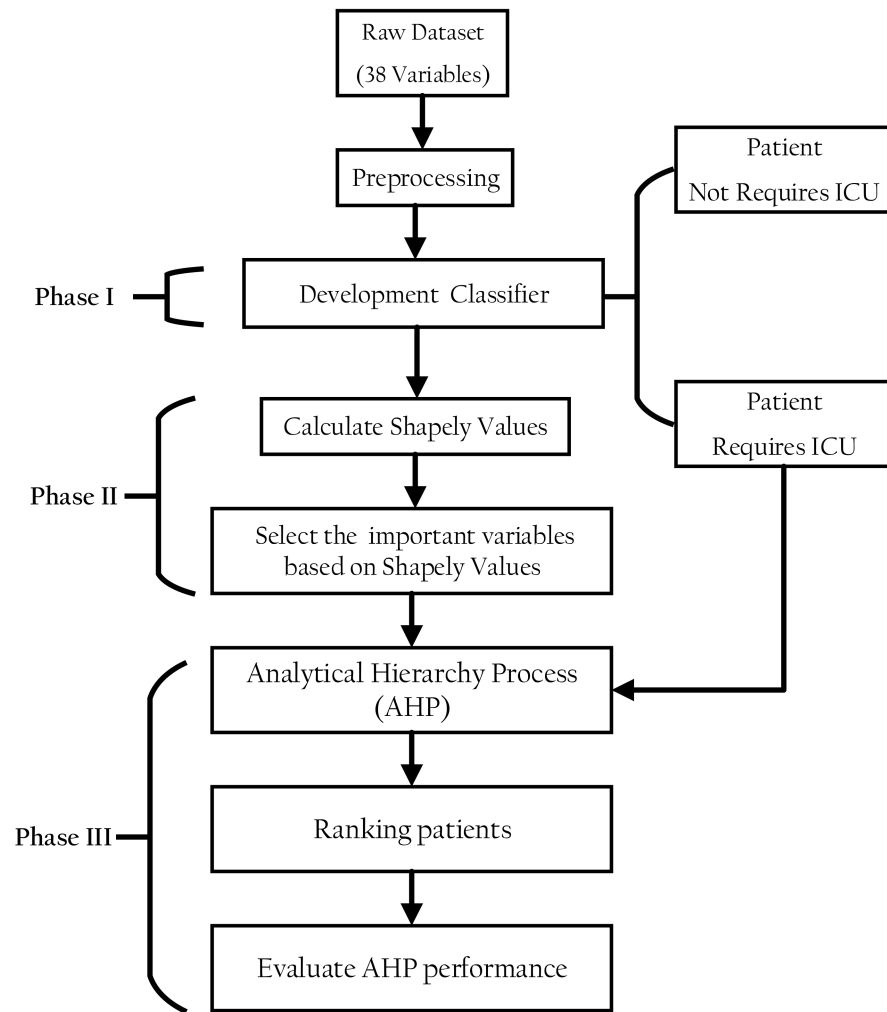 Raw Dataset
(38 Variables)
Preprocessing
Patient
Not Requires ICU
Phase I
Development Classifier
Patient
Requires ICU
Calculate Shapely Values
Phase II
Select the important variables
based on Shapely Values
Analytical Hierarchy Process
(AHP)
Phase III
Ranking patients
Evaluate AHP performance